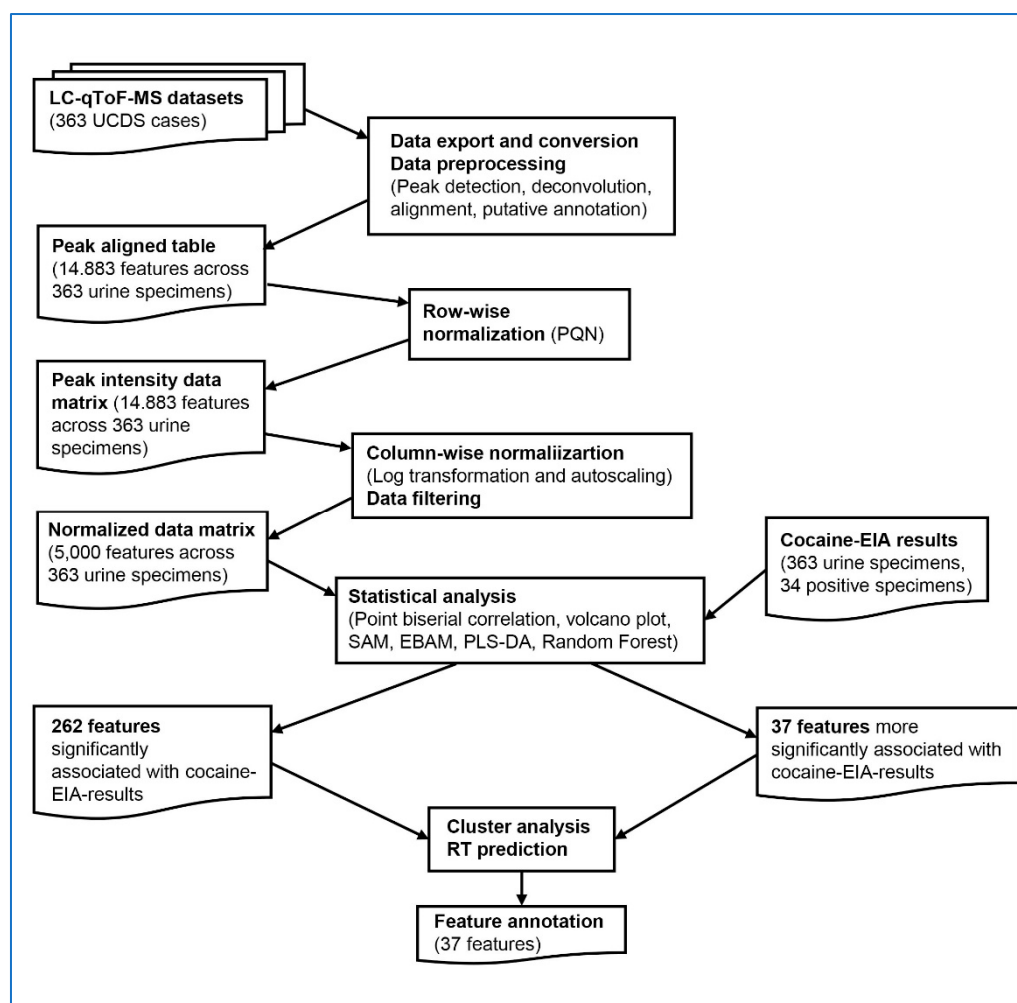 LC-qToF-MS datasets
(363 UCDS cases)
Data export and conversion
Data preprocessing
(Peak detection, deconvolution,
alignment, putative annotation)
Peak aligned table
(14.883 features across
363 urine specimens)
Row-wise
normalization (PQN)
Peak intensity data
matrix (14.883 features
across 363 urine
specimens)
Column-wise normaliizartion
(Log transformation and autoscaling)
Data filtering
Normalized data matrix
(5,000 features across
363 urine specimens)
Cocaine-EIA results
(363 urine specimens,
34 positive specimens)
Statistical analysis
(Point biserial correlation, volcano plot,
SAM, EBAM, PLS-DA, Random Forest)
262 features
significantly
associated with cocaine-
EIA-results
37 features more
significantly associated with
cocaine-EIA-results
Cluster analysis
RT prediction
Feature annotation
(37 features)